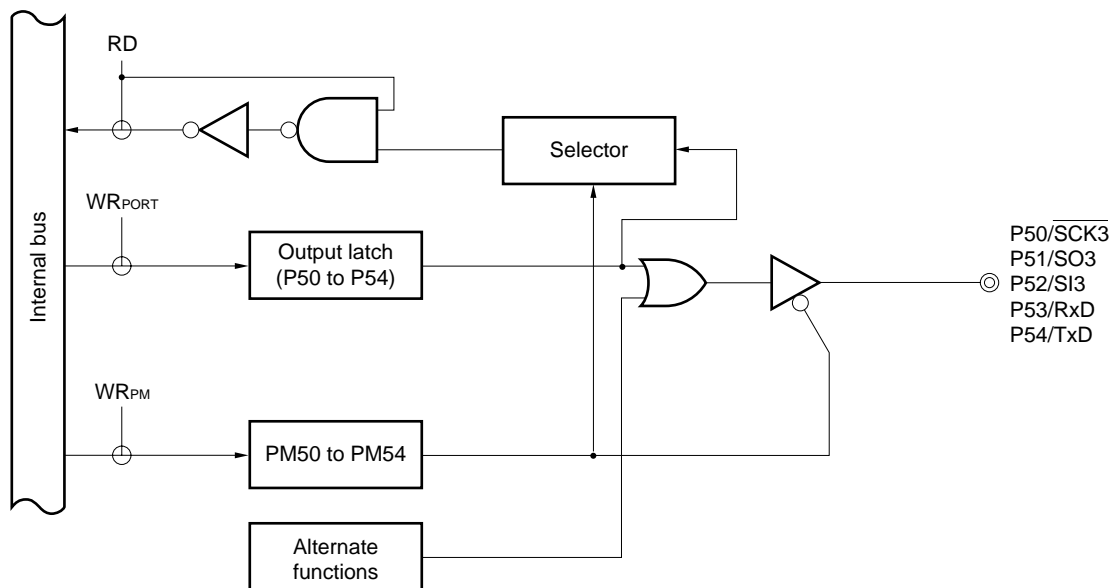 RD
Selector
WRPORT
Output latch
(P50 to P54)
Internal bus
P50/S̅C̅K̅3̅
P51/SO3
P52/SI3
P53/RxD
P54/TxD
WRPM
PM50 to PM54
Alternate
functions